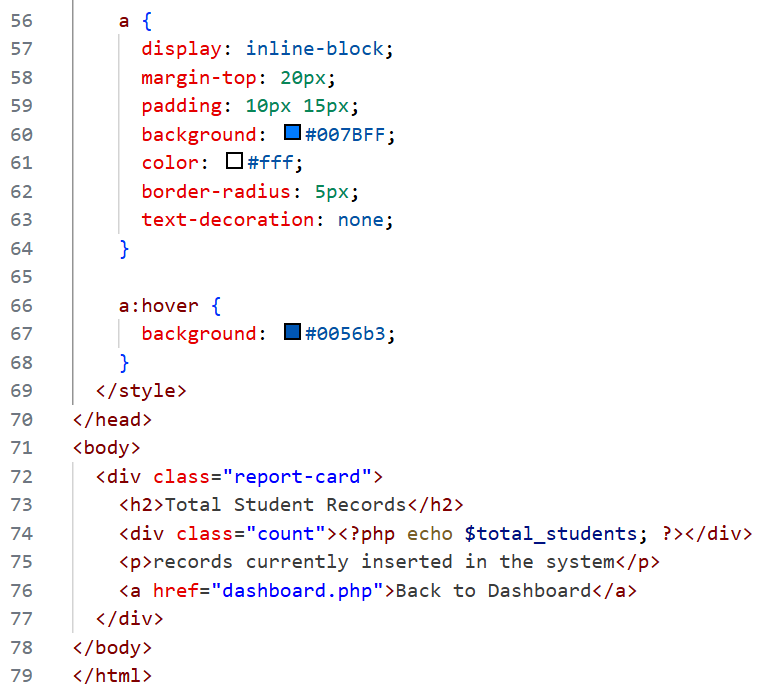 56 a {
57 display: inline-block;
58 margin-top: 20px;
59 padding: 10px 15px;
60 background: #007BFF;
61 color: #fff;
62 border-radius: 5px;
63 text-decoration: none;
64 }
65
66 a:hover {
67 background: #0056b3;
68 }
69 </style>
70 </head>
71 <body>
72 <div class="report-card">
73 <h2>Total Student Records</h2>
74 <div class="count"><?php echo $total_students; ?></div>
75 <p>records currently inserted in the system</p>
76 <a href="dashboard.php">Back to Dashboard</a>
77 </div>
78 </body>
79 </html>